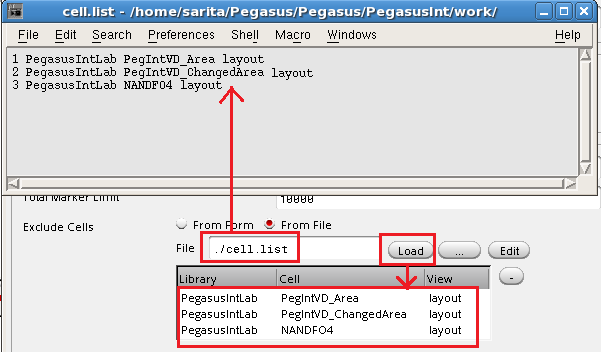 cell.list - /home/sarita/Pegasus/Pegasus/PegasusInt/work/
File Edit Search Preferences Shell Macro Windows Help
1 PegasusIntLab PegIntVD_Area layout
2 PegasusIntLab PegIntVD_ChangedArea layout
3 PegasusIntLab NANDFO4 layout
Total Marker Limit 10000
Exclude Cells From Form From File
File ./cell.list Load ... Edit
Library Cell View -
PegasusIntLab PegIntVD_Area layout
PegasusIntLab PegIntVD_ChangedArea layout
PegasusIntLab NANDFO4 layout